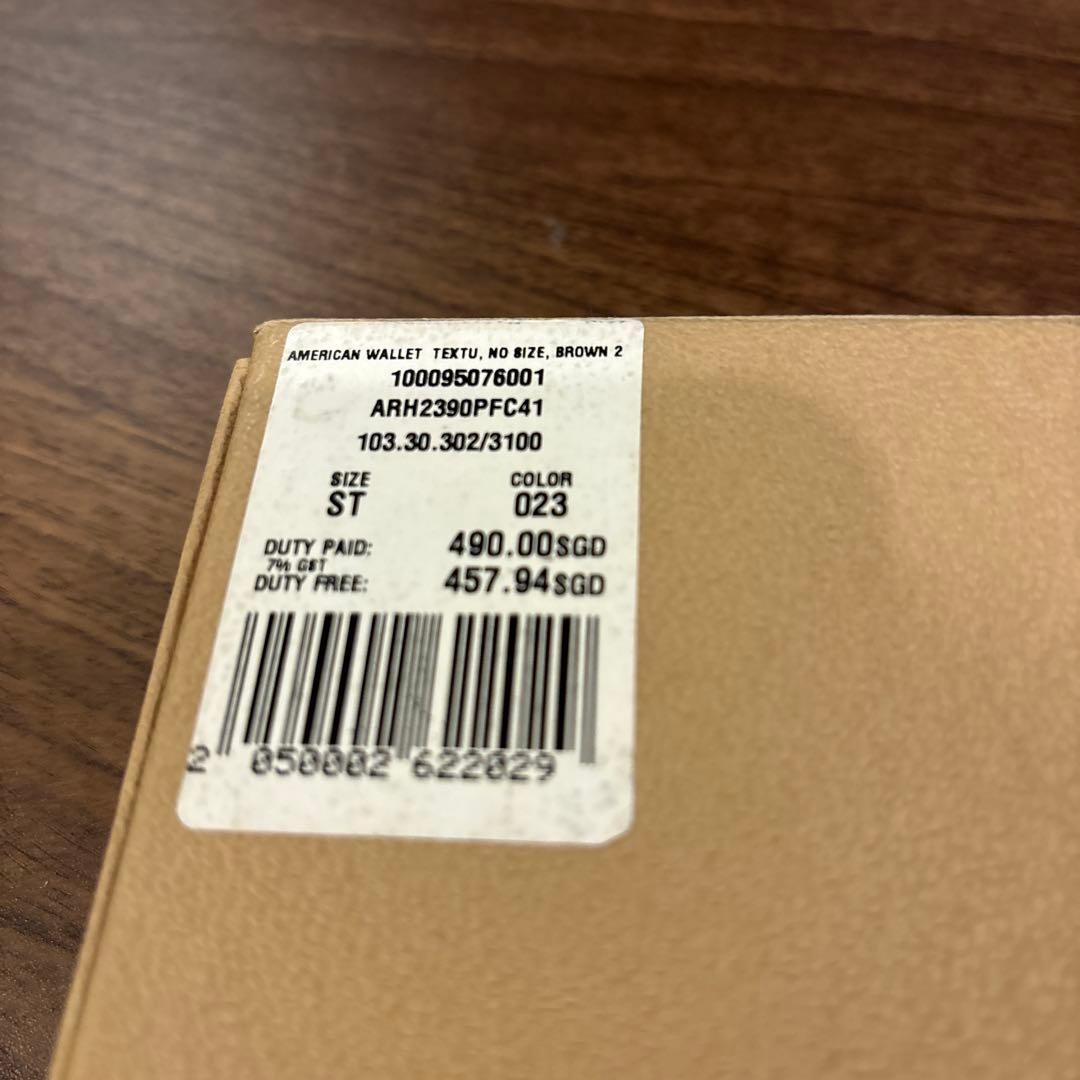 AMERICAN WALLET TEXTU, NO SIZE, BROWN 2
100095076001
ARH2390PFC41
103.30.302/3100
SIZE COLOR
ST 023
DUTY PAID: 490.00SGD
7% GST
DUTY FREE: 457.94SGD
2 050002 622029